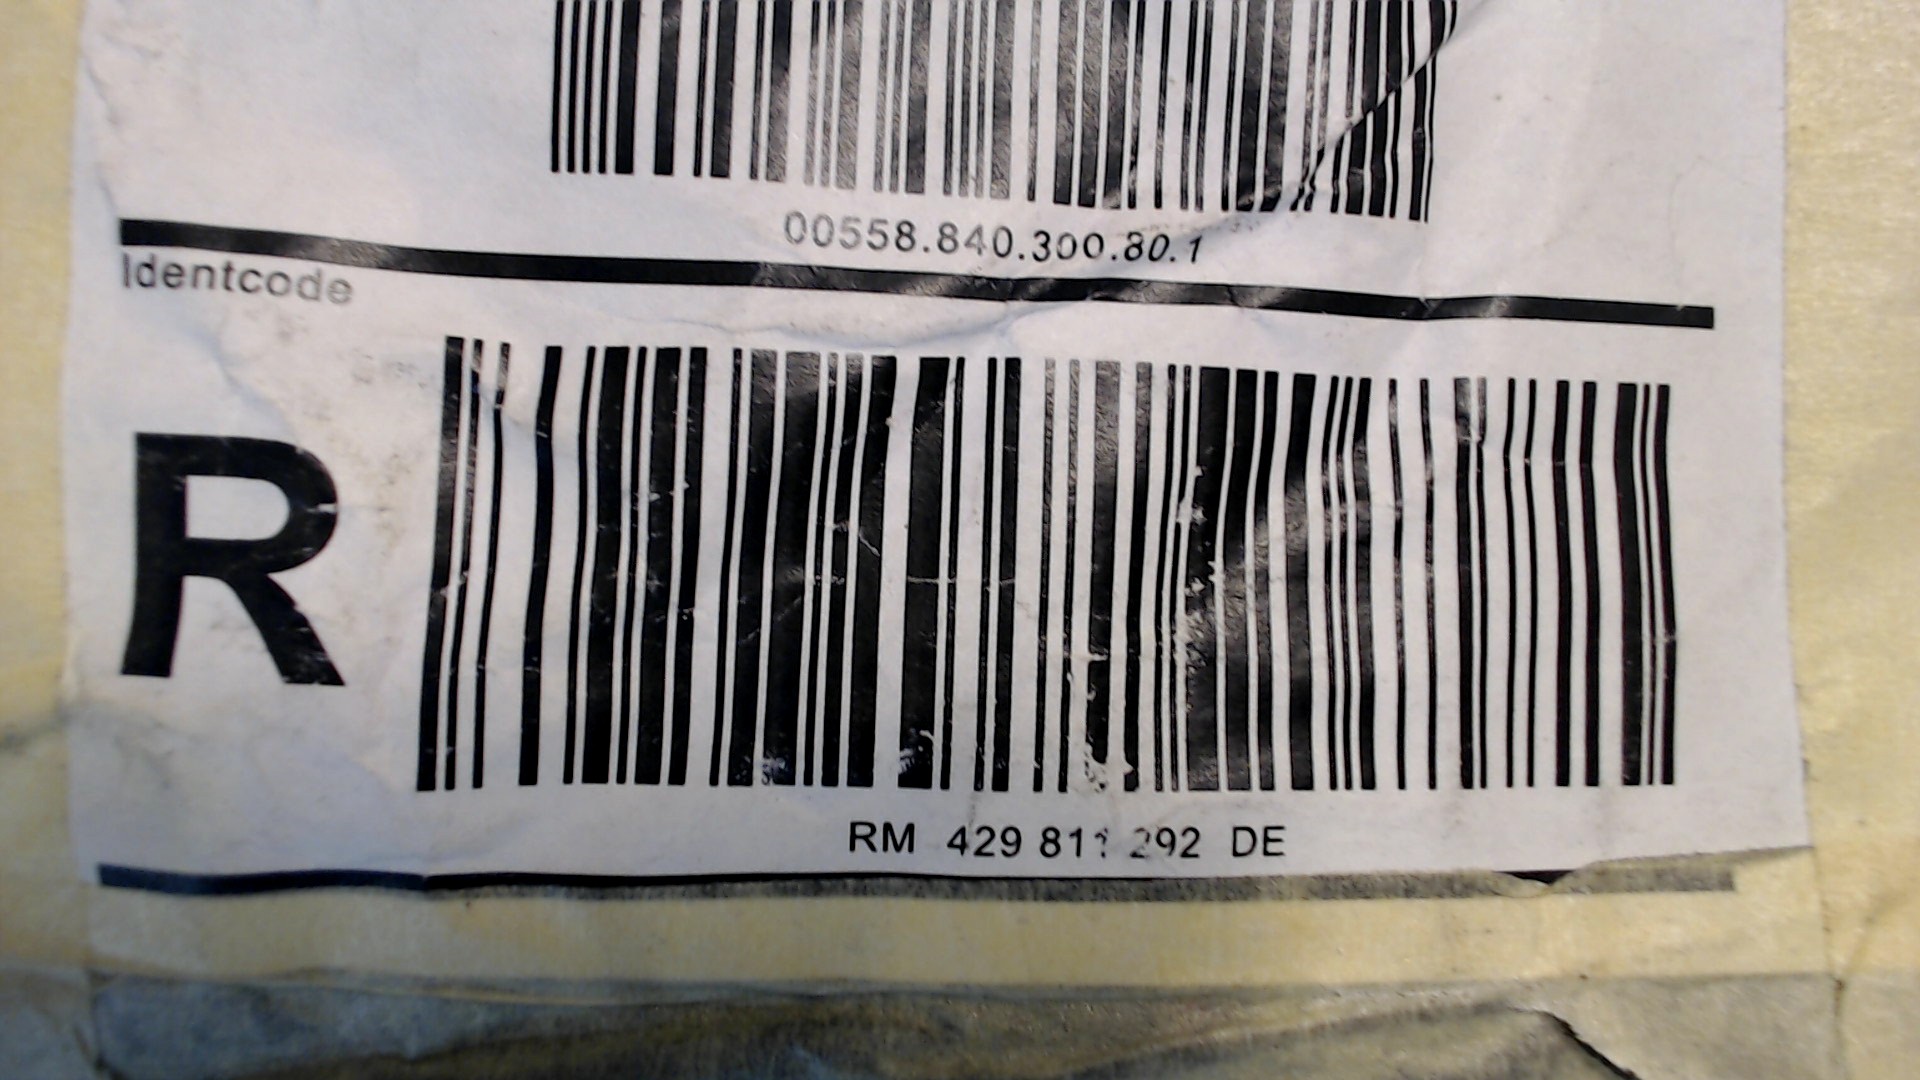 00558.840.300.80.1
Identcode
R
RM 429 811 292 DE